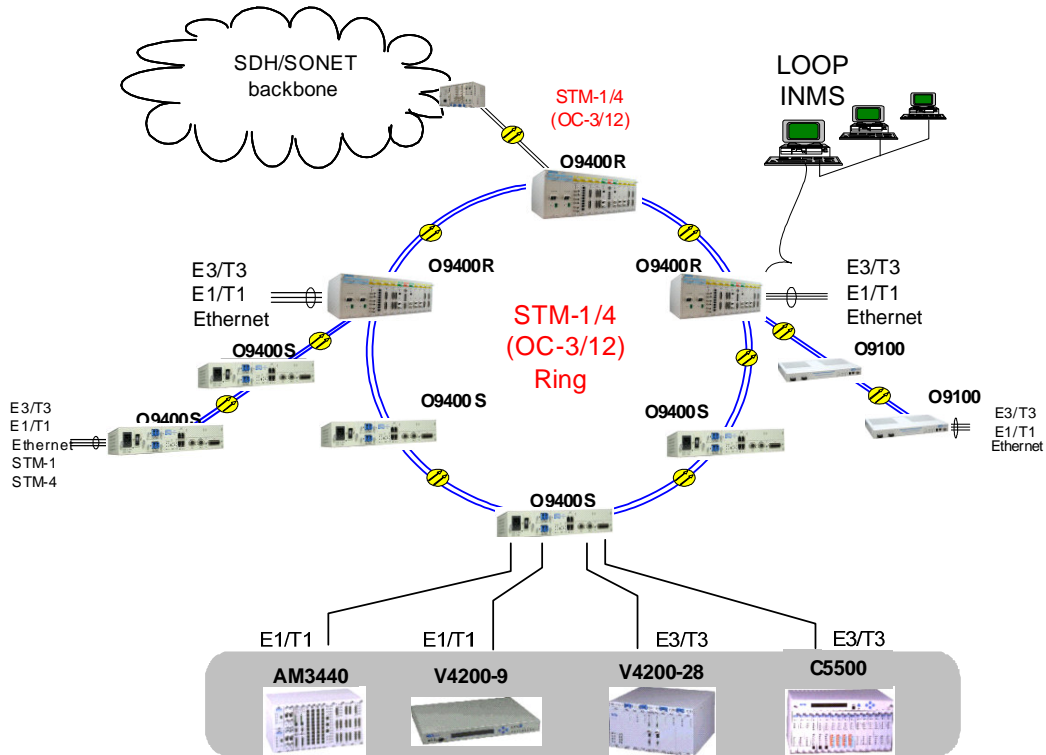 SDH/SONET
backbone
STM-1/4
(OC-3/12)
LOOP
INMS
O9400R
O9400R
O9400R
E3/T3
E1/T1
Ethernet
E3/T3
E1/T1
Ethernet
STM-1/4
(OC-3/12)
Ring
O9400S
O9100
O9400S
O9400S
O9400S
O9100
E3/T3
E1/T1
Ethernet
STM-1
STM-4
E3/T3
E1/T1
Ethernet
O9400S
E1/T1
E1/T1
E3/T3
E3/T3
AM3440
V4200-9
V4200-28
C5500